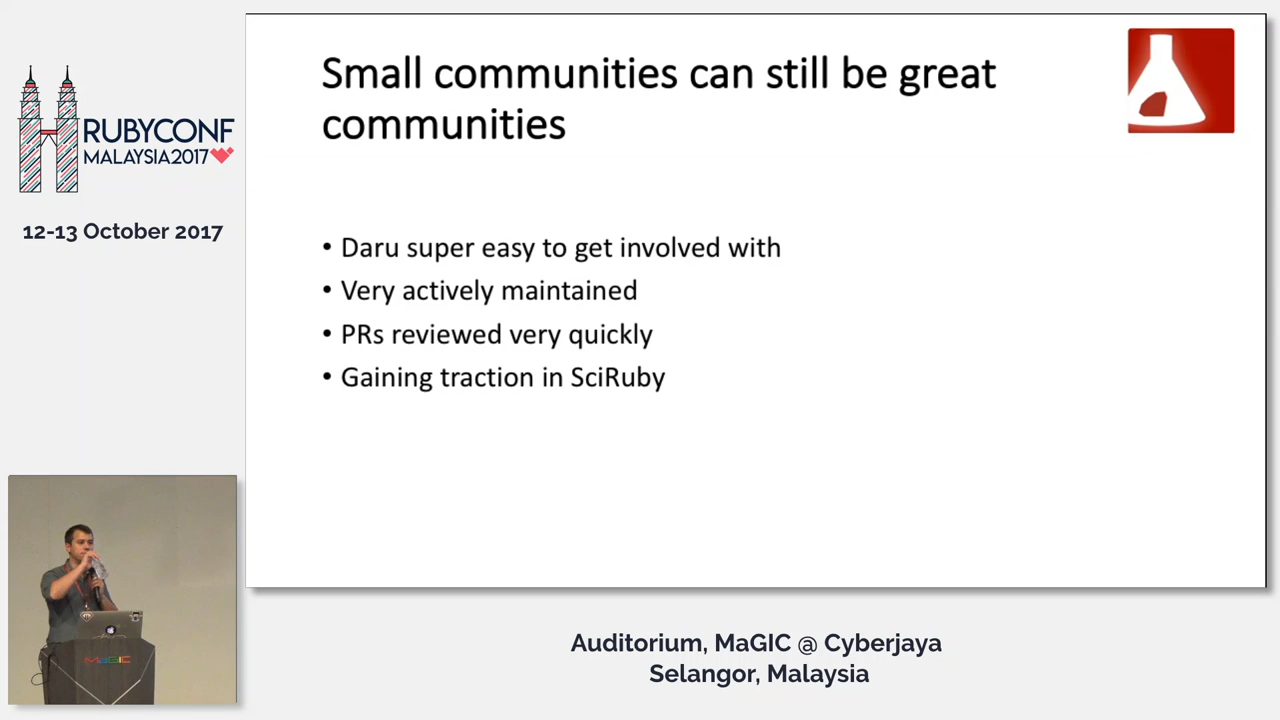 RUBYCONF
MALAYSIA2017
12-13 October 2017
Small communities can still be great
communities
• Daru super easy to get involved with
• Very actively maintained
• PRs reviewed very quickly
• Gaining traction in SciRuby
MaGIC
Auditorium, MaGIC @ Cyberjaya
Selangor, Malaysia